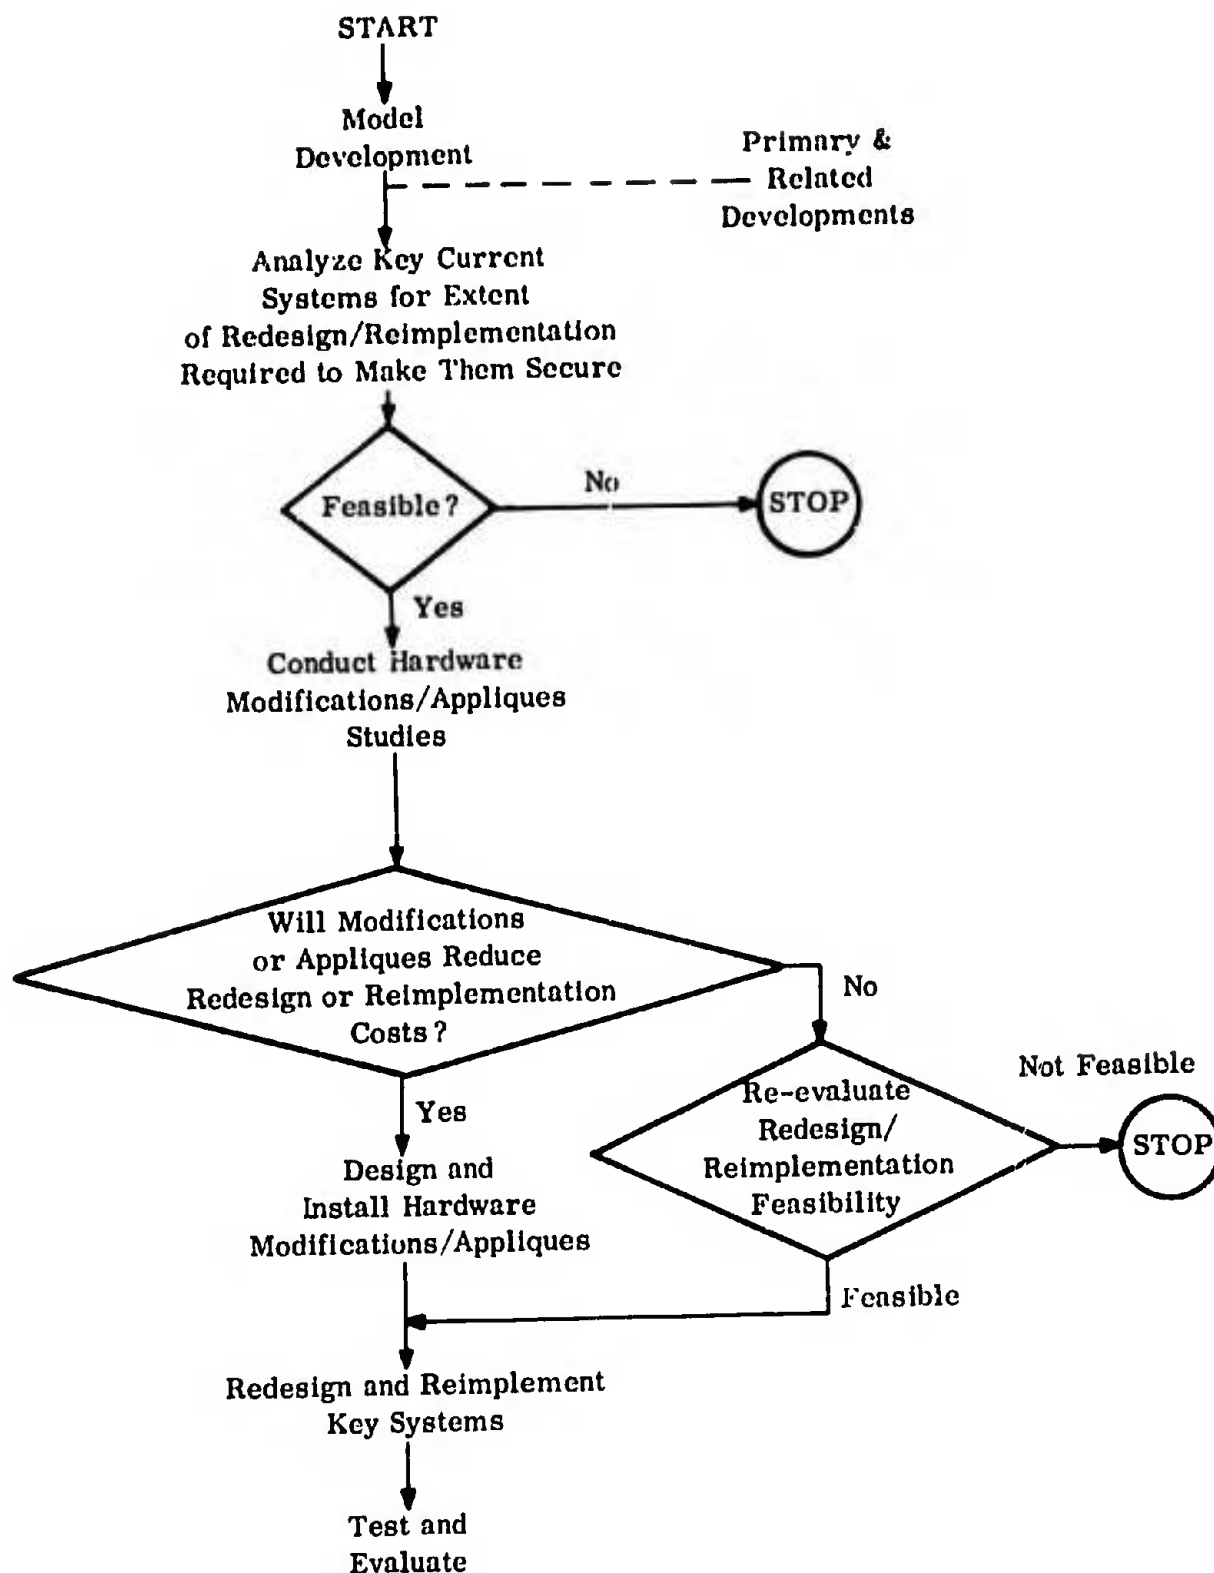 START
Model
Development
Primary &
Related
Developments
Analyze Key Current
Systems for Extent
of Redesign/Reimplementation
Required to Make Them Secure
Feasible?
No
STOP
Yes
Conduct Hardware
Modifications/Appliques
Studies
Will Modifications
or Appliques Reduce
Redesign or Reimplementation
Costs?
No
Yes
Not Feasible
Re-evaluate
Redesign/
Reimplementation
Feasibility
STOP
Design and
Install Hardware
Modifications/Appliques
Feasible
Redesign and Reimplement
Key Systems
Test and
Evaluate